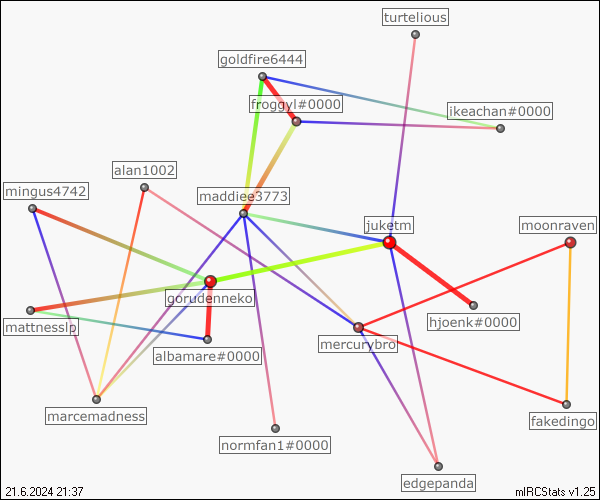 turtelious
goldfire6444
froggyl#0000
ikeachan#0000
alan1002
mingus4742
maddiee3773
juketm
moonraven
gorudenneko
hjoenk#0000
mattnesslp
mercurybro
albamare#0000
marcemadness
fakedingo
normfan1#0000
edgepanda
21.6.2024 21:37
mIRCStats v1.25